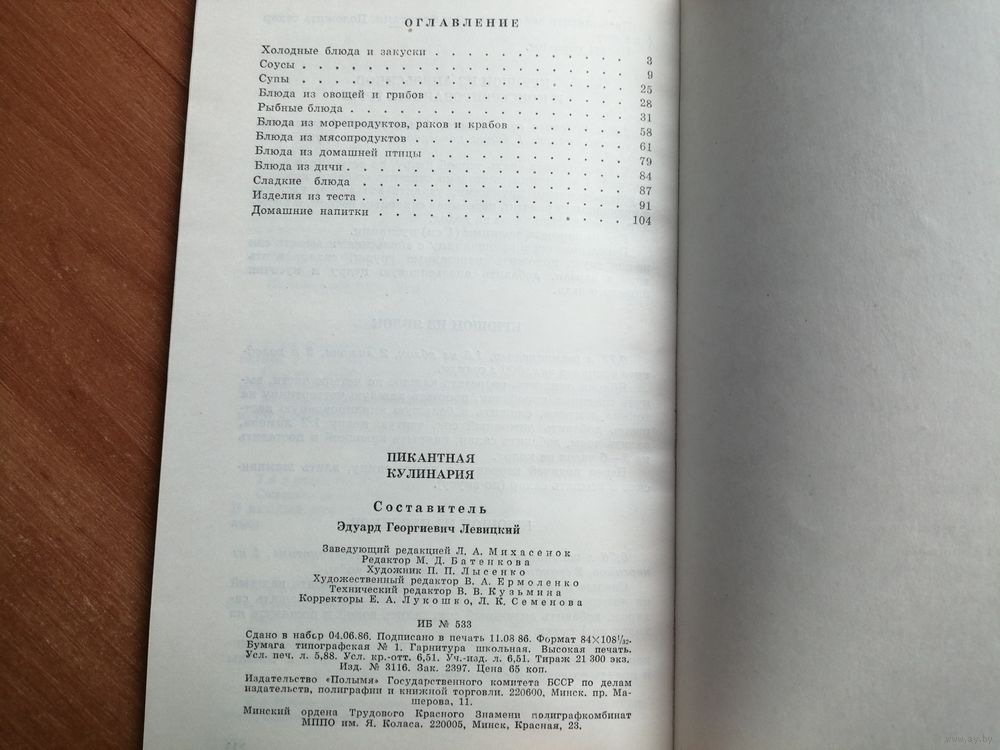 ОГЛАВЛЕНИЕ
Холодные блюда и закуски . . . . . . . . . . 3
Соусы . . . . . . . . . . . . . . 9
Супы . . . . . . . . . . . . . . 25
Блюда из овощей и грибов . . . . . . . . . . 28
Рыбные блюда . . . . . . . . . . . . 31
Блюда из морепродуктов, раков и крабов . . . . . . 58
Блюда из мясопродуктов . . . . . . . . . . 61
Блюда из домашней птицы . . . . . . . . . 79
Блюда из дичи . . . . . . . . . . . . 84
Сладкие блюда . . . . . . . . . . . . 87
Изделия из теста . . . . . . . . . . . . 91
Домашние напитки . . . . . . . . . . . 104
ПИКАНТНАЯ
КУЛИНАРИЯ
Составитель
Эдуард Георгиевич Левицкий
Заведующий редакцией Л. А. Михасенок
Редактор М. Д. Батенкова
Художник П. П. Лысенко
Художественный редактор В. А. Ермоленко
Технический редактор В. В. Кузьмина
Корректоры Е. А. Лукошко, Л. К. Семенова
ИБ № 533
Сдано в набор 04.06.86. Подписано в печать 11.08 86. Формат 84×108¹/₃₂.
Бумага типографская № 1. Гарнитура школьная. Высокая печать.
Усл. печ. л. 5,88. Усл. кр.-отт. 6,51. Уч.-изд. л. 6,51. Тираж 21 300 экз.
Изд. № 3116. Зак. 2397. Цена 65 коп.
Издательство «Полымя» Государственного комитета БССР по делам
издательств, полиграфии и книжной торговли. 220600, Минск. пр. Ма-
шерова, 11.
Минский ордена Трудового Красного Знамени полиграфкомбинат
МППО им. Я. Коласа. 220005, Минск, Красная, 23.
www.ay.by